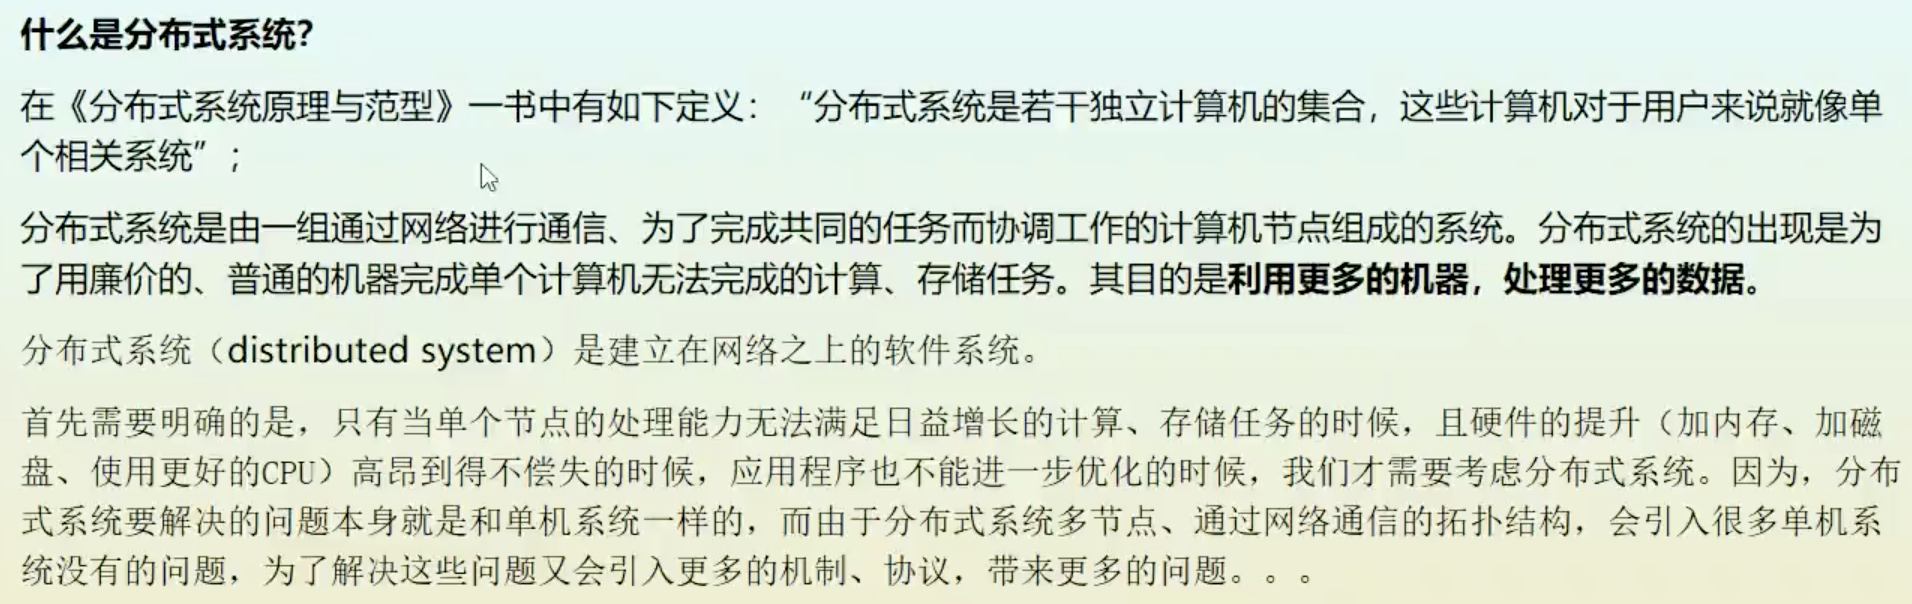 什么是分布式系统？
在《分布式系统原理与范型》一书中有如下定义：“分布式系统是若干独立计算机的集合，这些计算机对于用户来说就像单
个相关系统”；
分布式系统是由一组通过网络进行通信、为了完成共同的任务而协调工作的计算机节点组成的系统。分布式系统的出现是为
了用廉价的、普通的机器完成单个计算机无法完成的计算、存储任务。其目的是利用更多的机器，处理更多的数据。
分布式系统（distributed system）是建立在网络之上的软件系统。
首先需要明确的是，只有当单个节点的处理能力无法满足日益增长的计算、存储任务的时候，且硬件的提升（加内存、加磁
盘、使用更好的CPU）高昂到得不偿失的时候，应用程序也不能进一步优化的时候，我们才需要考虑分布式系统。因为，分布
式系统要解决的问题本身就是和单机系统一样的，而由于分布式系统多节点、通过网络通信的拓扑结构，会引入很多单机系
统没有的问题，为了解决这些问题又会引入更多的机制、协议，带来更多的问题。。。